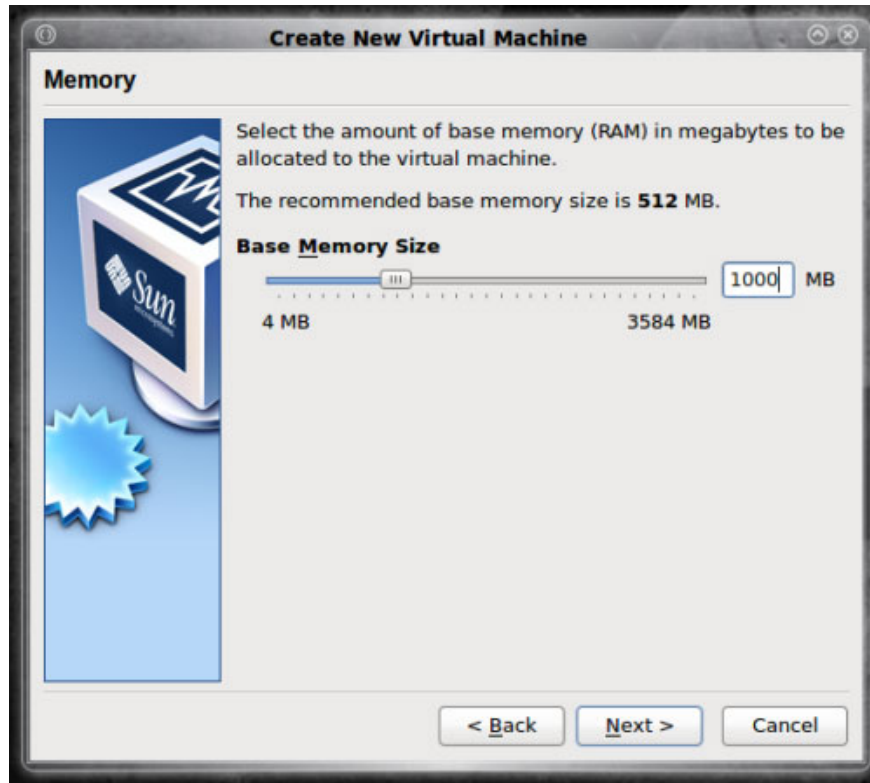 Create New Virtual Machine
Memory
Select the amount of base memory (RAM) in megabytes to be
allocated to the virtual machine.
The recommended base memory size is 512 MB.
Base Memory Size
1000 MB
4 MB 3584 MB
Sun
microsystems
< Back Next > Cancel